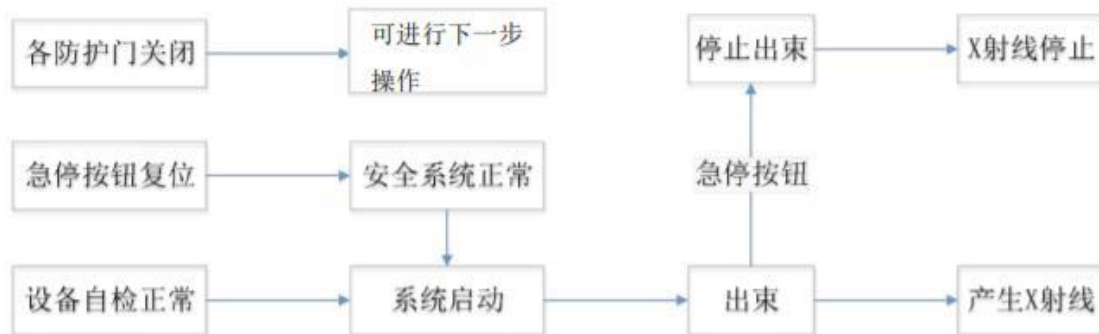 各防护门关闭
可进行下一步
操作
停止出束
X射线停止
急停按钮复位
安全系统正常
急停按钮
设备自检正常
系统启动
出束
产生X射线